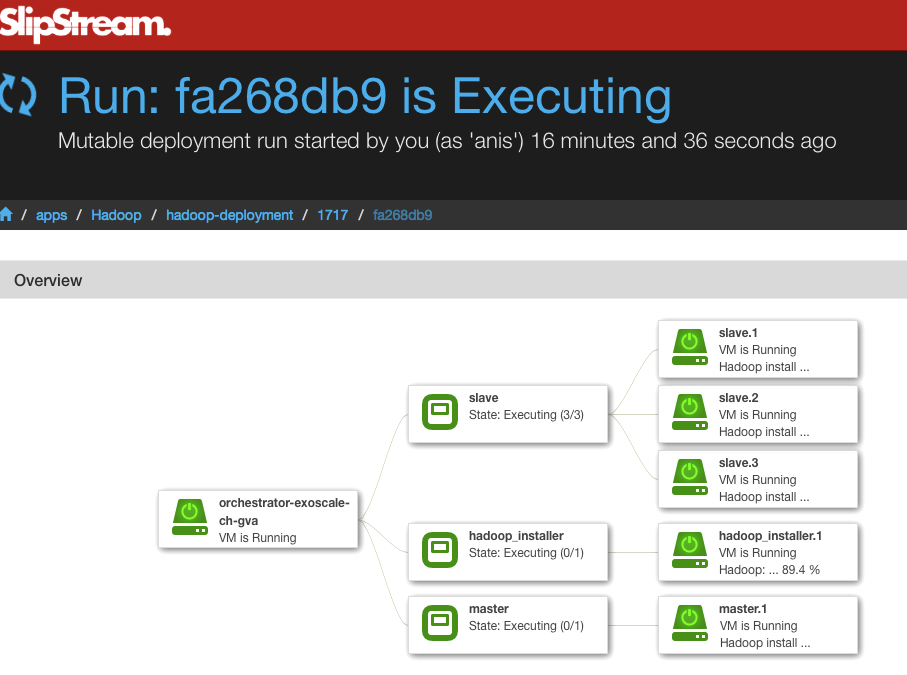 SlipStream.
Run: fa268db9 is Executing
Mutable deployment run started by you (as 'anis') 16 minutes and 36 seconds ago
/ apps / Hadoop / hadoop-deployment / 1717 / fa268db9
Overview
orchestrator-exoscale-
ch-gva
VM is Running
slave
State: Executing (3/3)
slave.1
VM is Running
Hadoop install ...
slave.2
VM is Running
Hadoop install ...
slave.3
VM is Running
Hadoop install ...
hadoop_installer
State: Executing (0/1)
hadoop_installer.1
VM is Running
Hadoop: ... 89.4 %
master
State: Executing (0/1)
master.1
VM is Running
Hadoop install ...